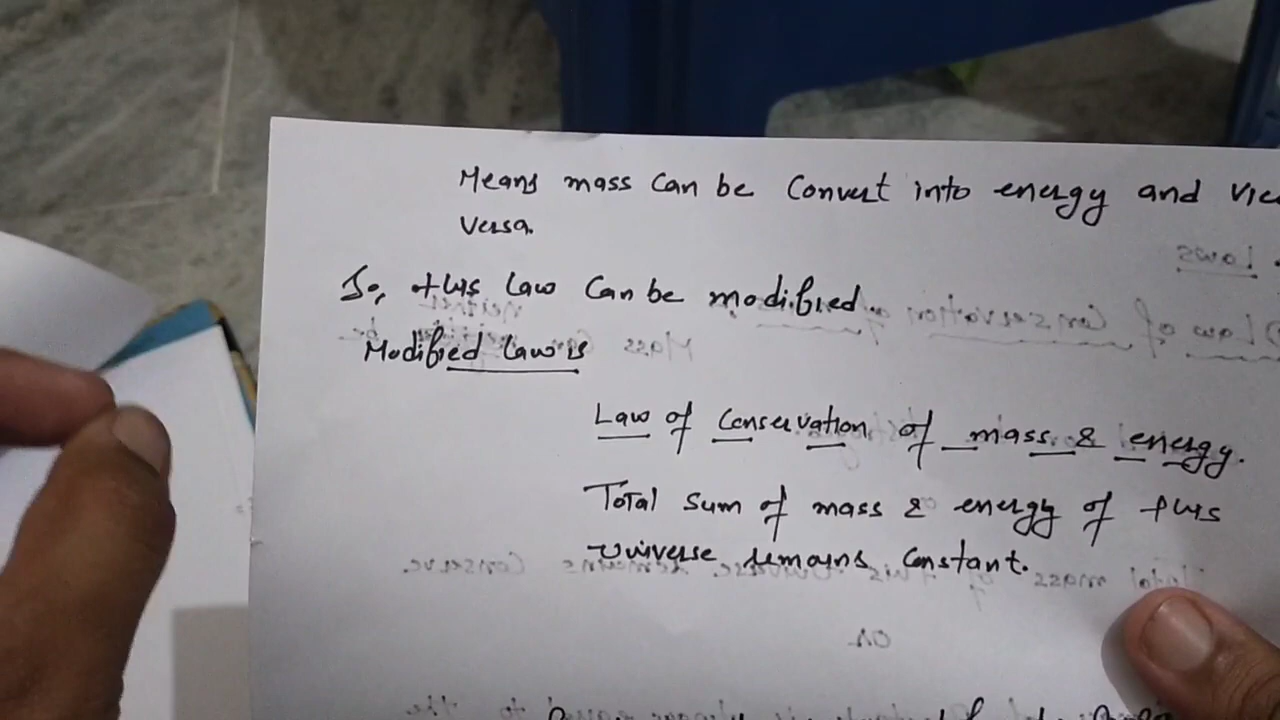 Means mass Can be Convert into energy and vice
versa.
So, this Law Can be modified.
Modified Law is
Law of Conservation of mass & energy.
Total sum of mass & energy of this
Universe remains Constant.